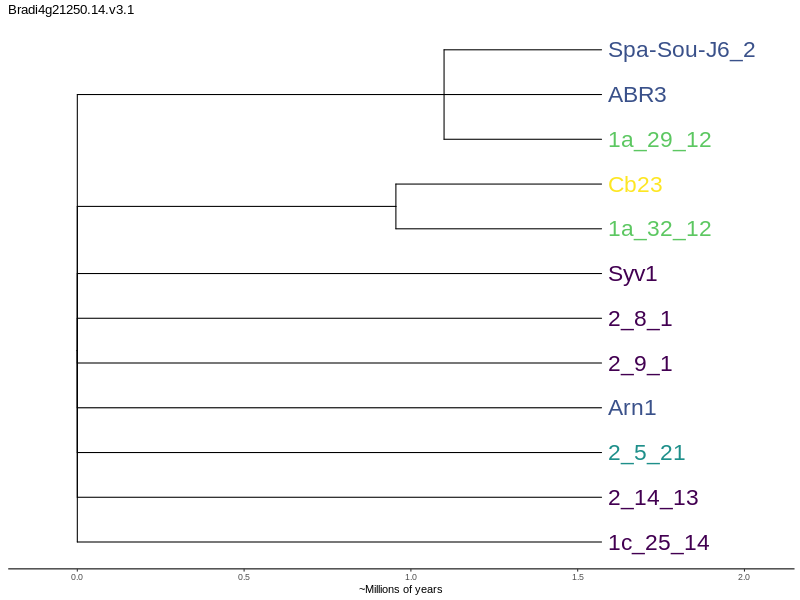 Bradi4g21250.14.v3.1
Spa-Sou-J6_2
ABR3
1a_29_12
Cb23
1a_32_12
Syv1
2_8_1
2_9_1
Arn1
2_5_21
2_14_13
1c_25_14
0.0 0.5 1.0 1.5 2.0
~Millions of years